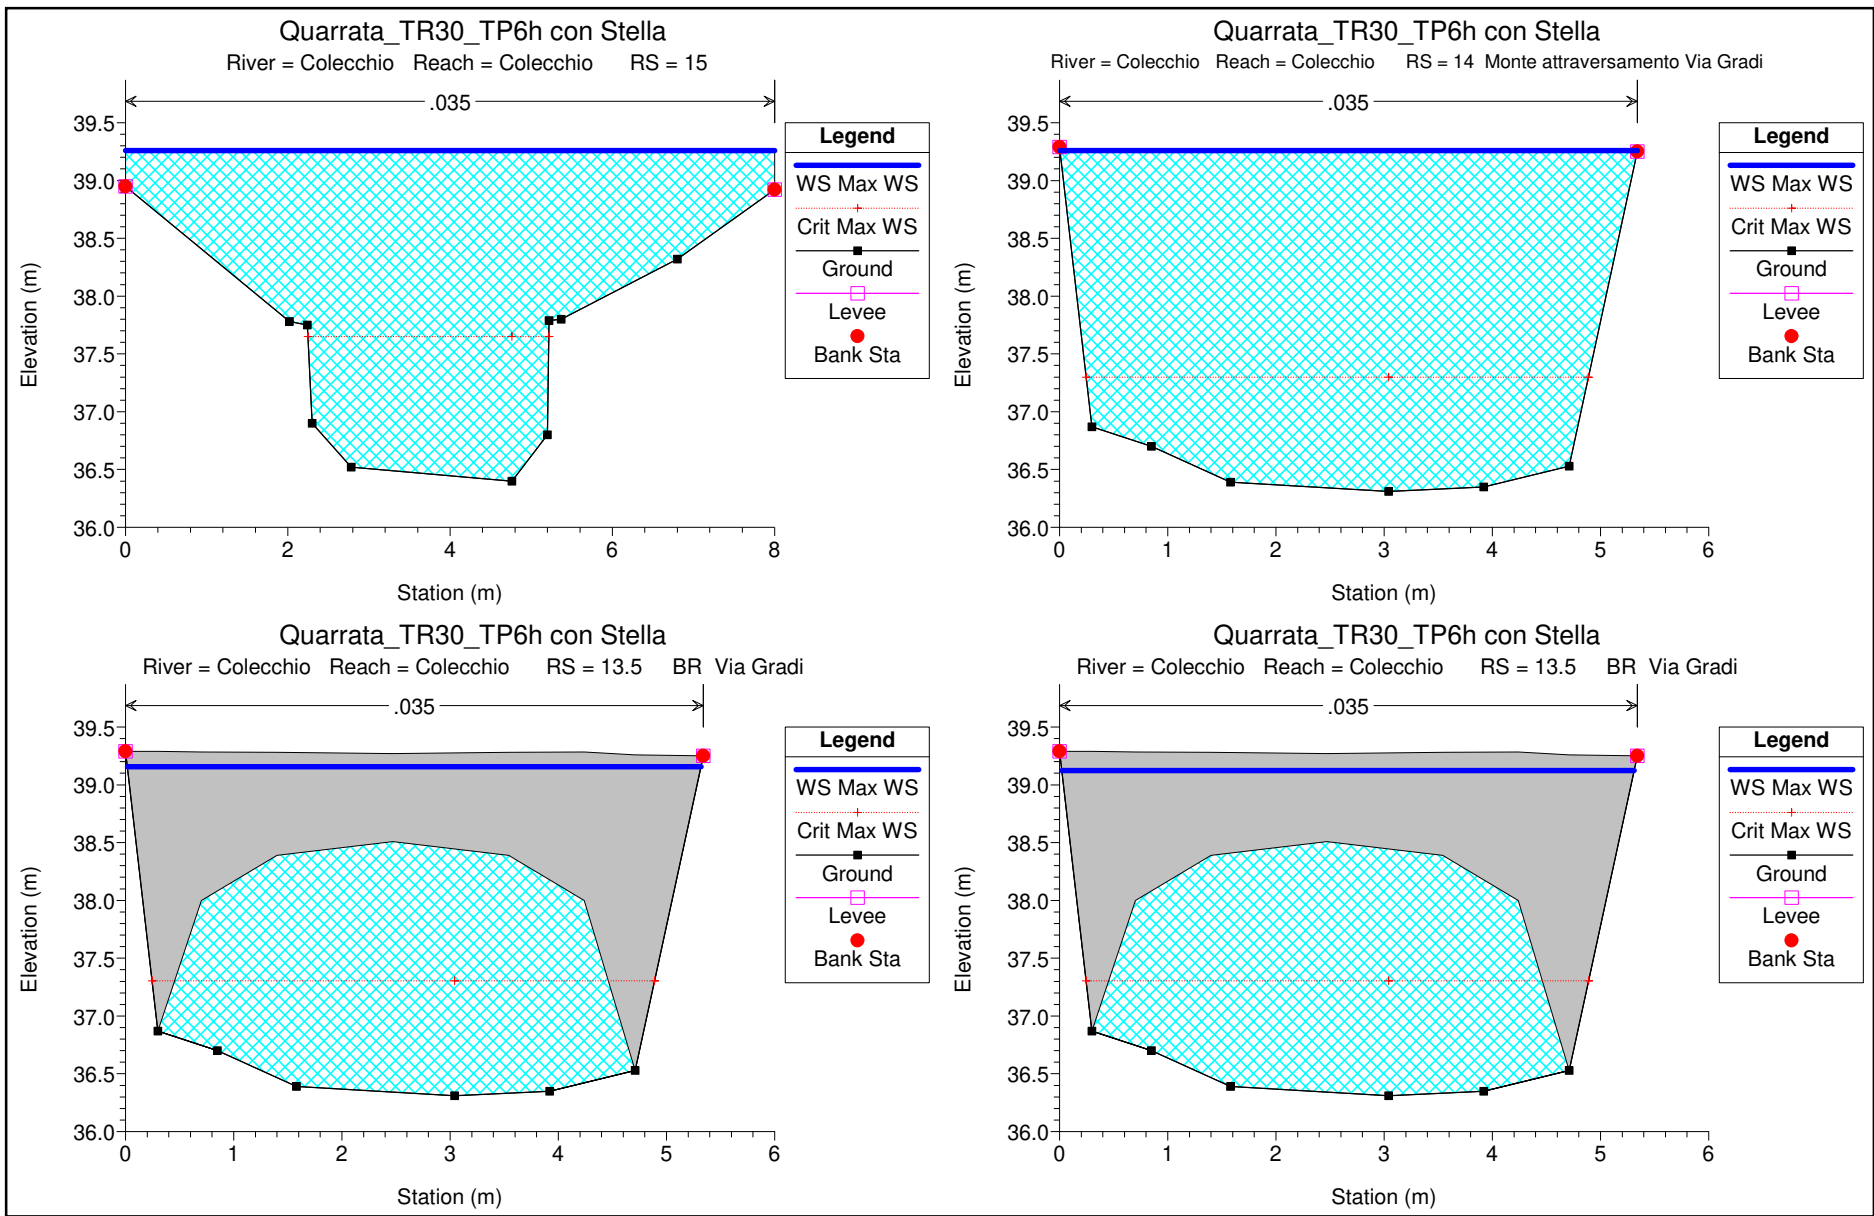 Quarrata_TR30_TP6h con Stella
River = Colecchio   Reach = Colecchio      RS = 15
.035
39.5
39.0
38.5
38.0
37.5
37.0
36.5
36.0
0 2 4 6 8
Station (m)
Elevation (m)
Legend
WS Max WS
Crit Max WS
Ground
Levee
Bank Sta
Quarrata_TR30_TP6h con Stella
River = Colecchio   Reach = Colecchio      RS = 14  Monte attraversamento Via Gradi
.035
39.5
39.0
38.5
38.0
37.5
37.0
36.5
36.0
0 1 2 3 4 5 6
Station (m)
Elevation (m)
Legend
WS Max WS
Crit Max WS
Ground
Levee
Bank Sta
Quarrata_TR30_TP6h con Stella
River = Colecchio   Reach = Colecchio      RS = 13.5     BR  Via Gradi
.035
39.5
39.0
38.5
38.0
37.5
37.0
36.5
36.0
0 1 2 3 4 5 6
Station (m)
Elevation (m)
Legend
WS Max WS
Crit Max WS
Ground
Levee
Bank Sta
Quarrata_TR30_TP6h con Stella
River = Colecchio   Reach = Colecchio      RS = 13.5     BR  Via Gradi
.035
39.5
39.0
38.5
38.0
37.5
37.0
36.5
36.0
0 1 2 3 4 5 6
Station (m)
Elevation (m)
Legend
WS Max WS
Crit Max WS
Ground
Levee
Bank Sta